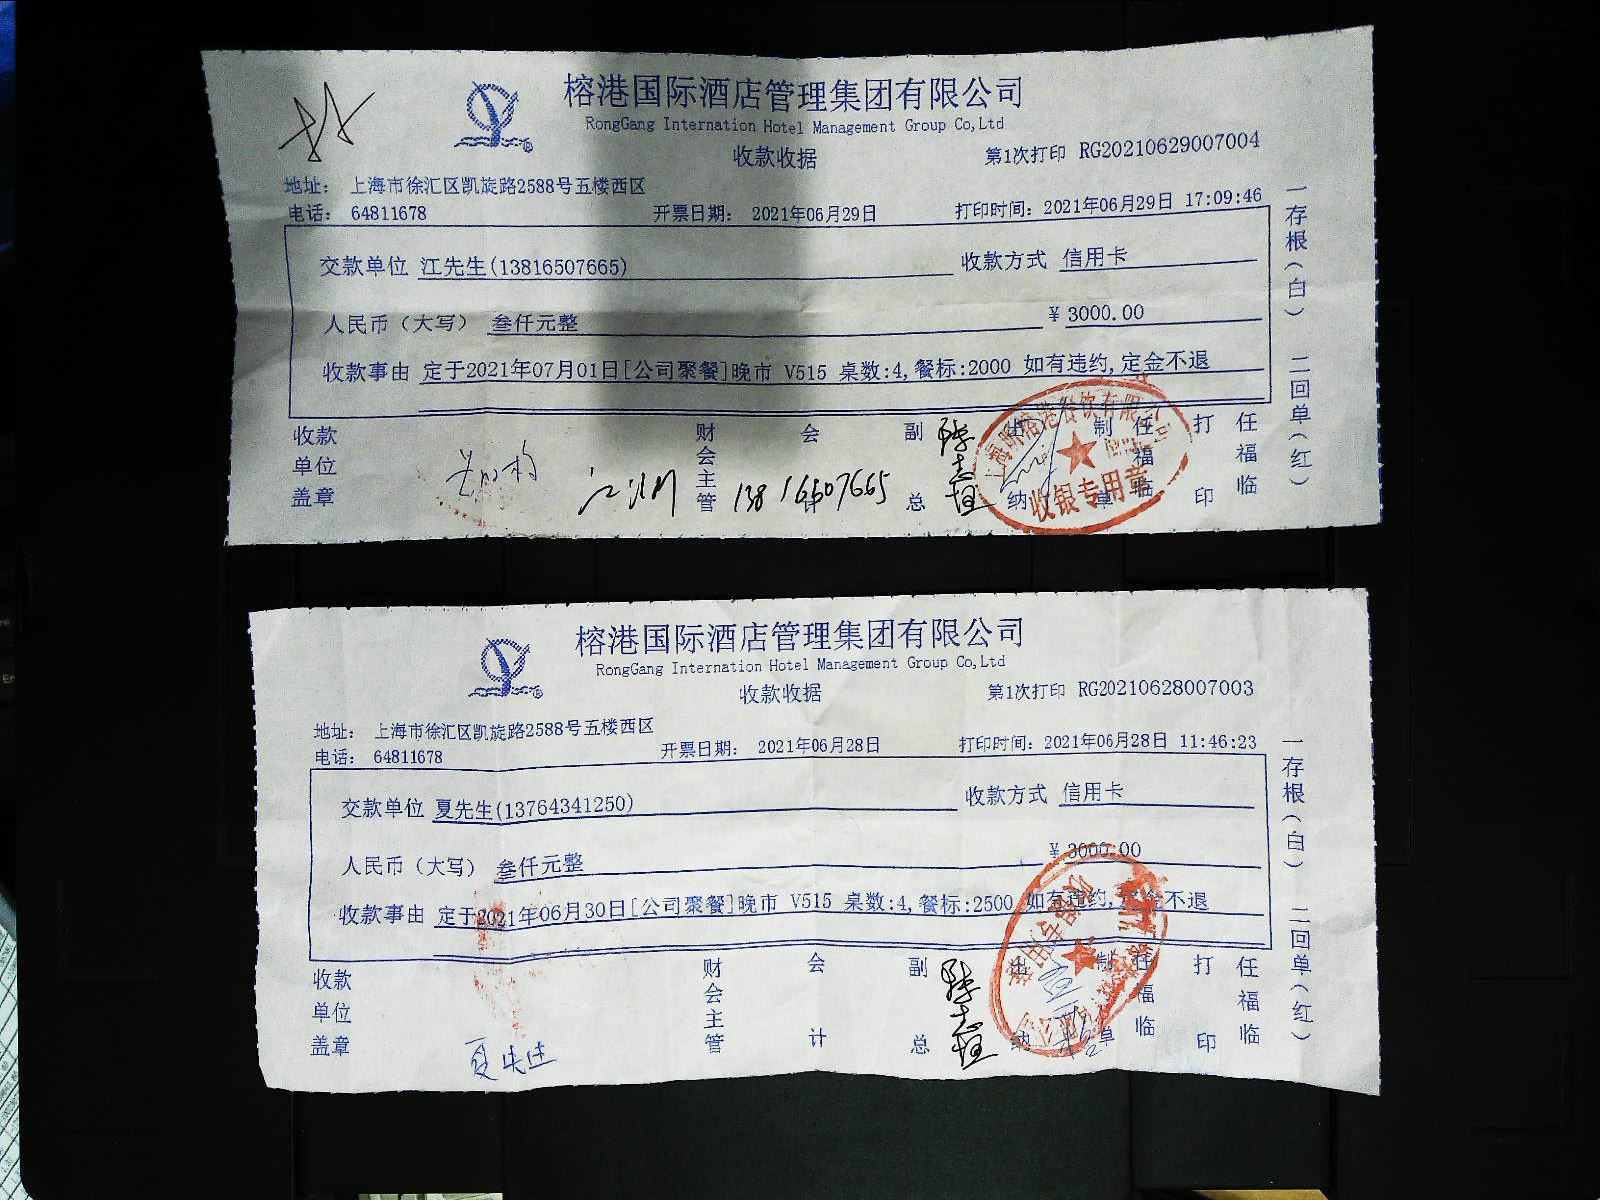 榕港国际酒店管理集团有限公司
RongGang Internation Hotel Management Group Co,Ltd
收款收据
第1次打印 RG20210629007004
地址： 上海市徐汇区凯旋路2588号五楼西区
电话： 64811678 开票日期： 2021年06月29日 打印时间：2021年06月29日 17:09:46
交款单位 江先生(13816507665) 收款方式 信用卡
人民币（大写） 叁仟元整 ¥3000.00
收款事由 定于2021年07月01日[公司聚餐]晚市 V515 桌数:4,餐标:2000 如有违约,定金不退
收款单位盖章 财会主管 会计 副总 出纳 制单 任福临 打印 任福临
13816507665
收银专用章
一存根（白） 二回单（红）
榕港国际酒店管理集团有限公司
RongGang Internation Hotel Management Group Co,Ltd
收款收据
第1次打印 RG20210628007003
地址： 上海市徐汇区凯旋路2588号五楼西区
电话： 64811678 开票日期： 2021年06月28日 打印时间：2021年06月28日 11:46:23
交款单位 夏先生(13764341250) 收款方式 信用卡
人民币（大写） 叁仟元整 ¥3000.00
收款事由 定于2021年06月30日[公司聚餐]晚市 V515 桌数:4,餐标:2500 如有违约,定金不退
收款单位盖章 财会主管 会计 副总 出纳 制单 任福临 打印 任福临
一存根（白） 二回单（红）